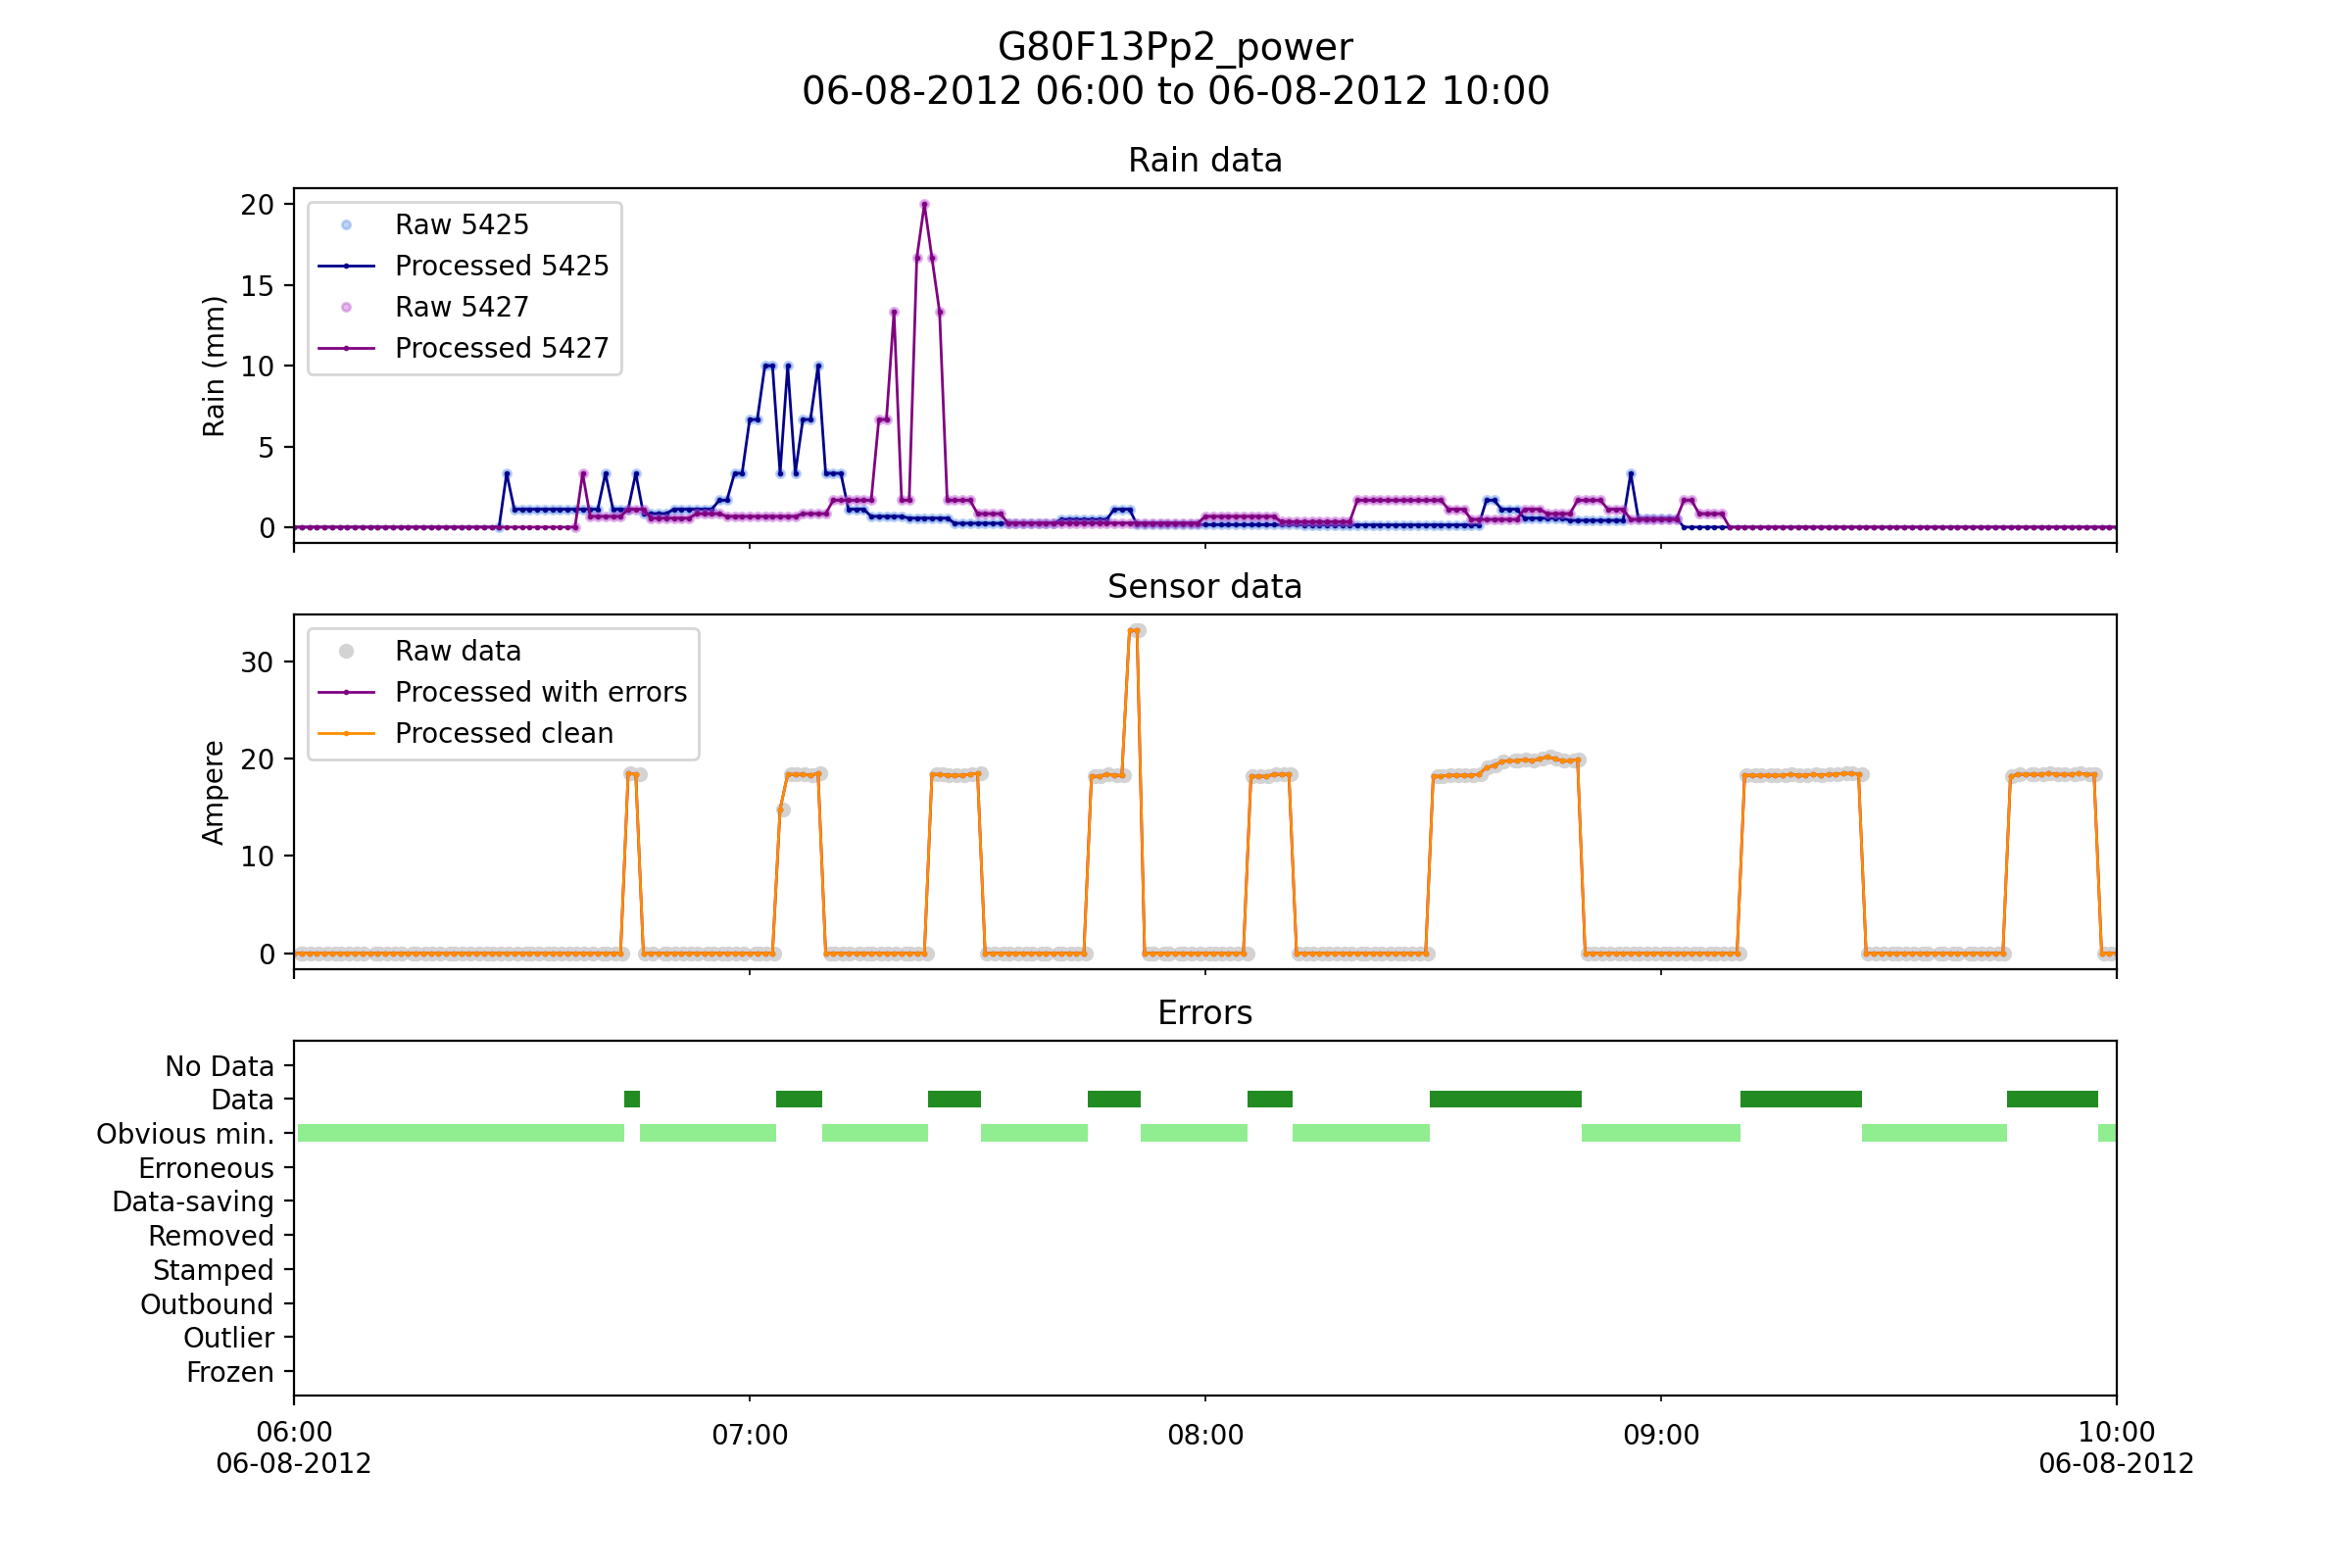 G80F13Pp2_power
06-08-2012 06:00 to 06-08-2012 10:00
Rain data
Rain (mm)
20
15
10
5
0
Raw 5425
Processed 5425
Raw 5427
Processed 5427
Sensor data
Ampere
30
20
10
0
Raw data
Processed with errors
Processed clean
Errors
No Data
Data
Obvious min.
Erroneous
Data-saving
Removed
Stamped
Outbound
Outlier
Frozen
06:00
06-08-2012
07:00
08:00
09:00
10:00
06-08-2012